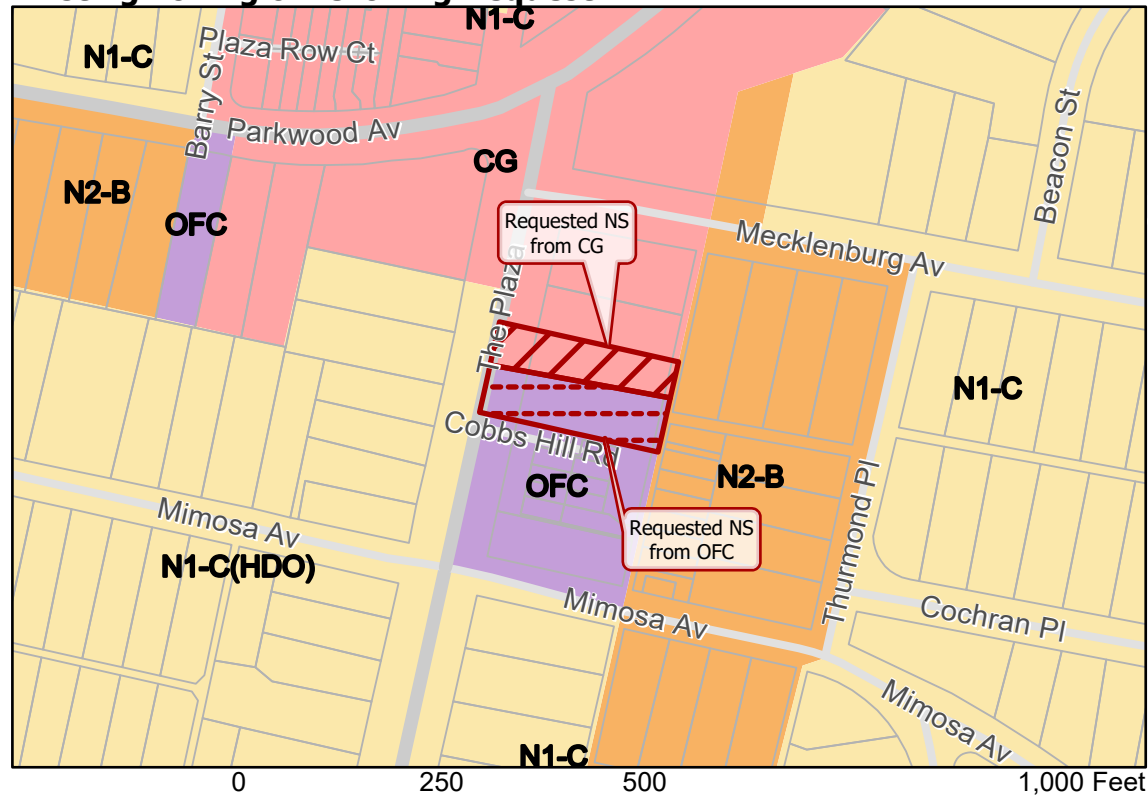 N1-C
N1-C
Plaza Row Ct
Barry St
Parkwood Av
CG
Beacon St
N2-B
OFC
Requested NS
from CG
Mecklenburg Av
The Plaza
N1-C
Cobbs Hill Rd
OFC
N2-B
Requested NS
from OFC
Mimosa Av
N1-C(HDO)
Thurmond Pl
Mimosa Av
Cochran Pl
Mimosa Av
N1-C
0 250 500 1,000 Feet